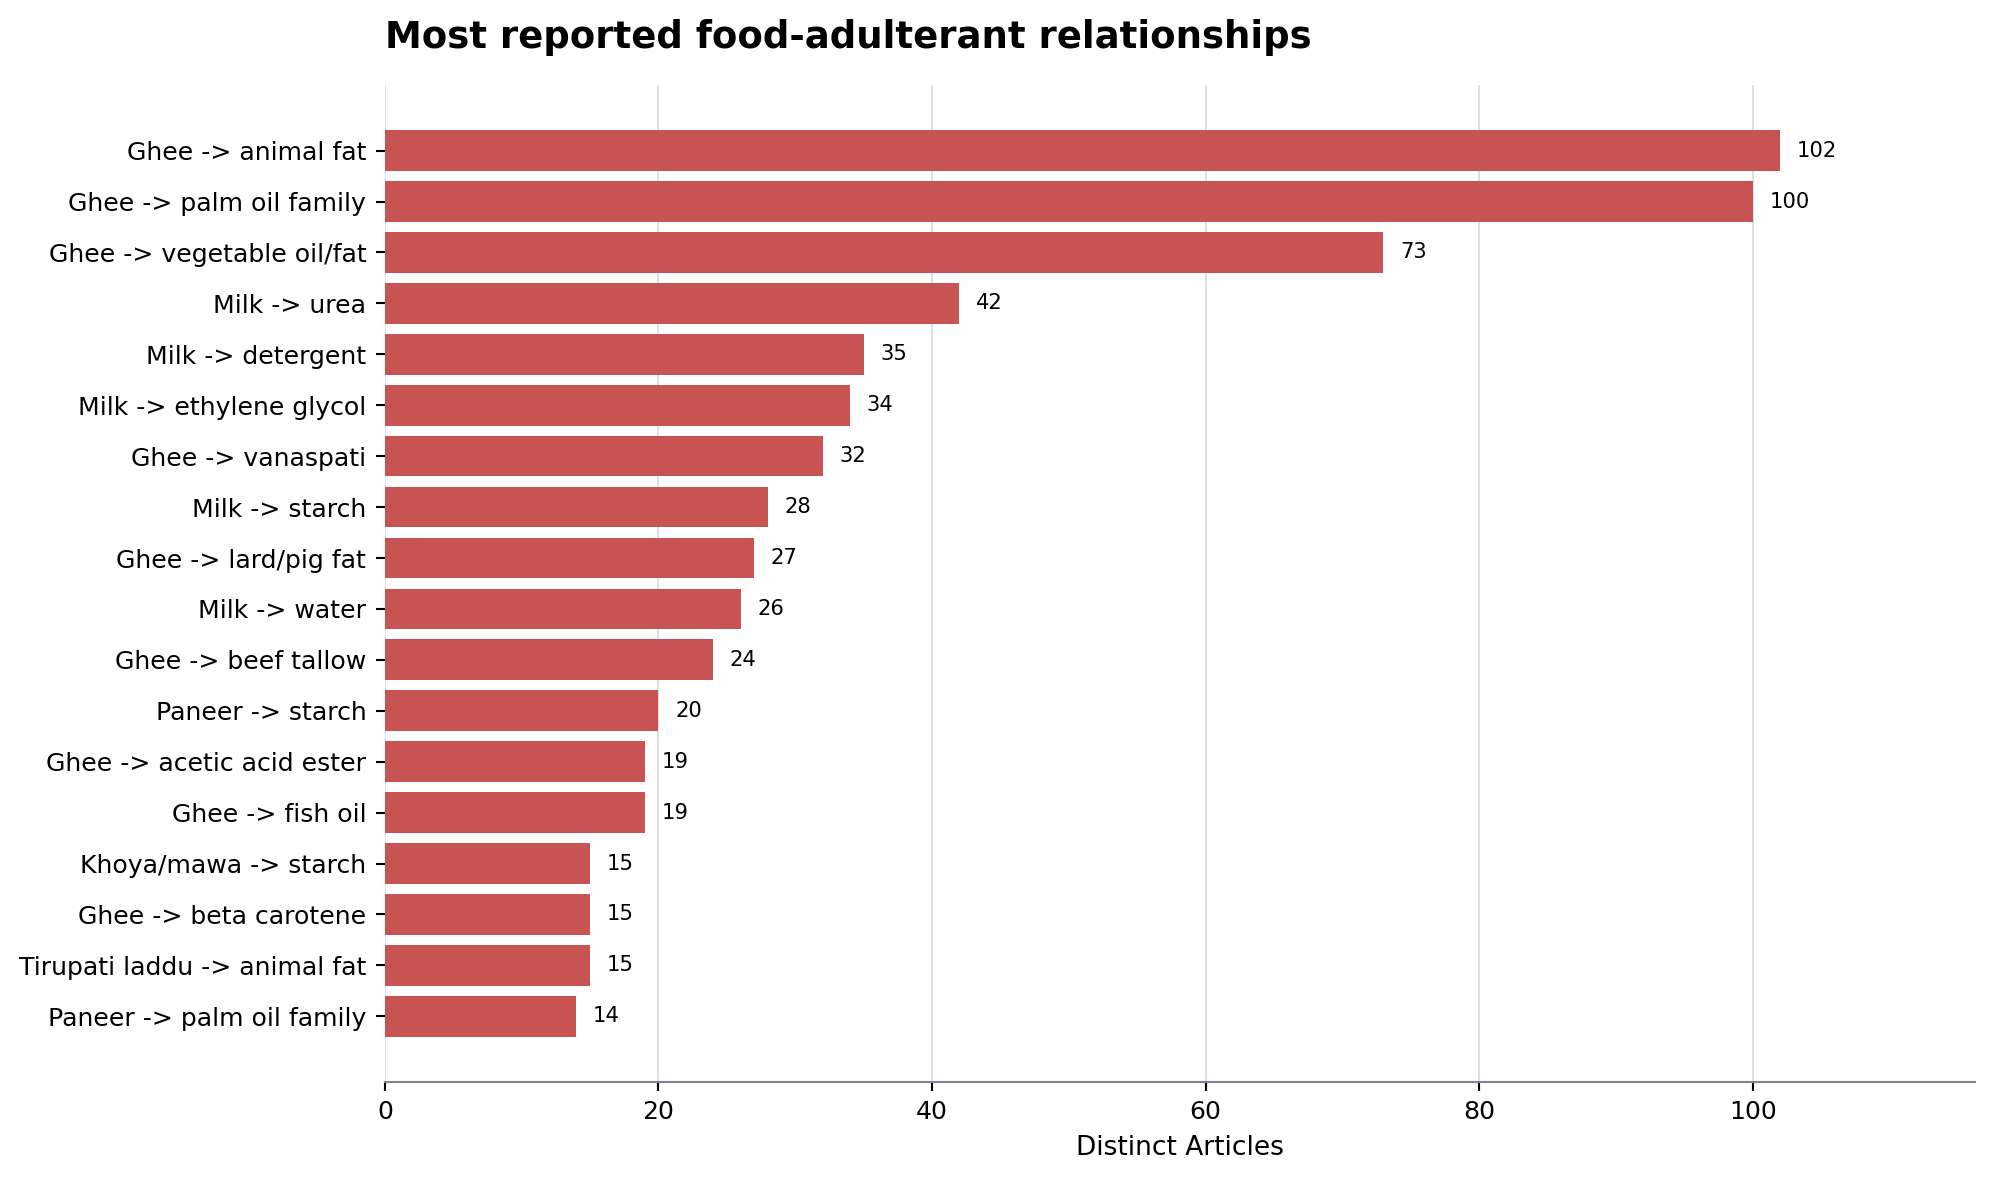 Most reported food-adulterant relationships
Ghee -> animal fat 102
Ghee -> palm oil family 100
Ghee -> vegetable oil/fat 73
Milk -> urea 42
Milk -> detergent 35
Milk -> ethylene glycol 34
Ghee -> vanaspati 32
Milk -> starch 28
Ghee -> lard/pig fat 27
Milk -> water 26
Ghee -> beef tallow 24
Paneer -> starch 20
Ghee -> acetic acid ester 19
Ghee -> fish oil 19
Khoya/mawa -> starch 15
Ghee -> beta carotene 15
Tirupati laddu -> animal fat 15
Paneer -> palm oil family 14
0 20 40 60 80 100
Distinct Articles